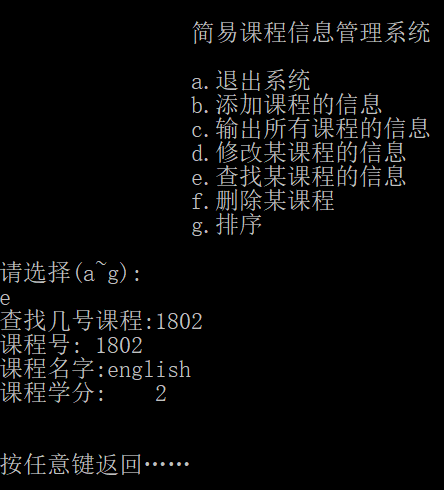 简易课程信息管理系统
a.退出系统
b.添加课程的信息
c.输出所有课程的信息
d.修改某课程的信息
e.查找某课程的信息
f.删除某课程
g.排序
请选择(a~g):
e
查找几号课程:1802
课程号: 1802
课程名字:english
课程学分:    2
按任意键返回……